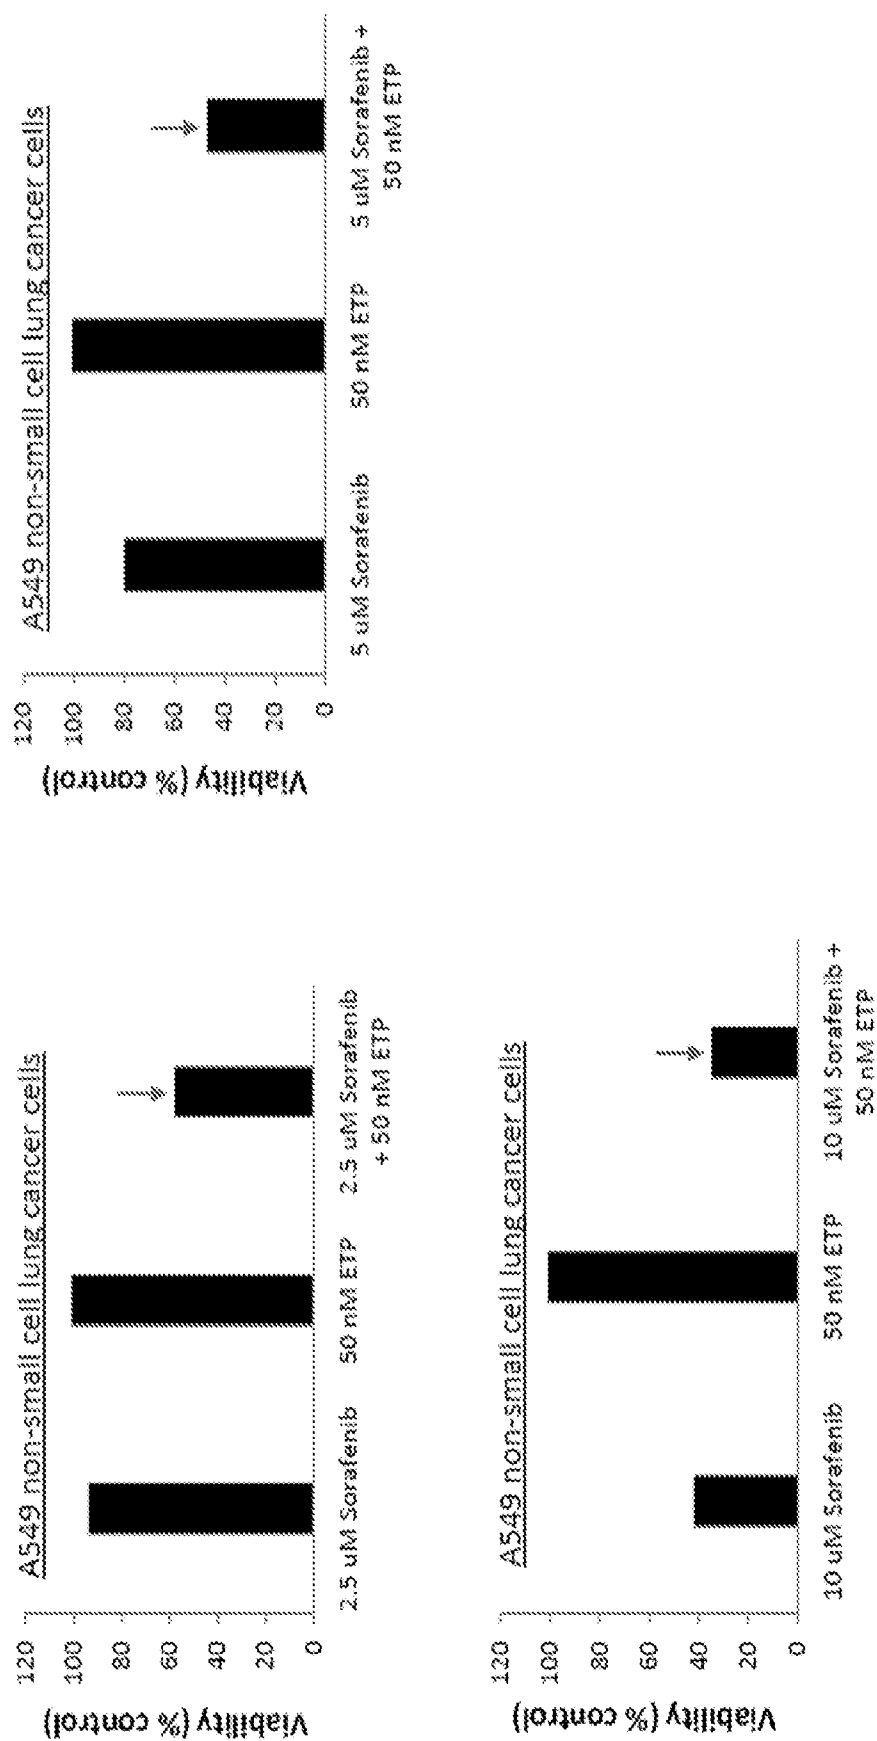 A549 non-small cell lung cancer cells
Viability (% control)
120
100
80
60
40
20
0
2.5 uM Sorafenib
50 nM ETP
2.5 uM Sorafenib
+ 50 nM ETP
A549 non-small cell lung cancer cells
Viability (% control)
120
100
80
60
40
20
0
5 uM Sorafenib
50 nM ETP
5 uM Sorafenib +
50 nM ETP
A549 non-small cell lung cancer cells
Viability (% control)
120
100
80
60
40
20
0
10 uM Sorafenib
50 nM ETP
10 uM Sorafenib +
50 nM ETP